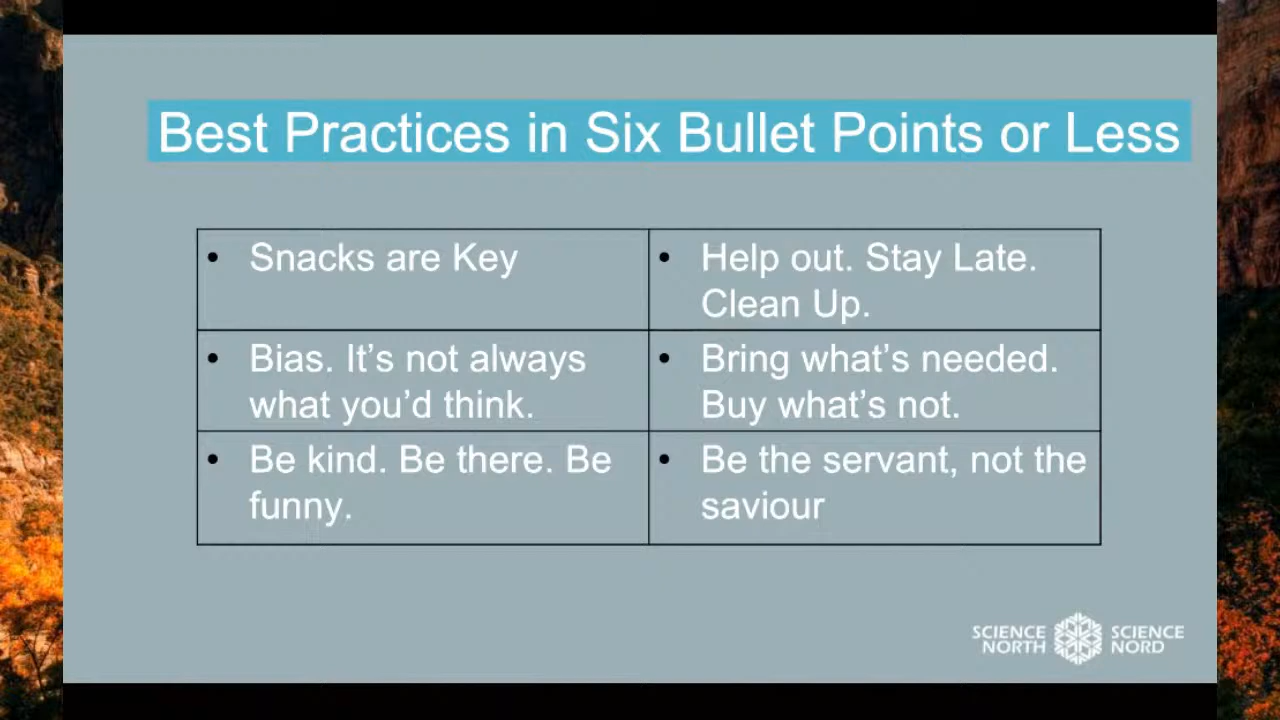 Best Practices in Six Bullet Points or Less
• Snacks are Key
• Help out. Stay Late.
Clean Up.
• Bias. It's not always
what you'd think.
• Bring what's needed.
Buy what's not.
• Be kind. Be there. Be
funny.
• Be the servant, not the
saviour
SCIENCE NORTH
SCIENCE NORD